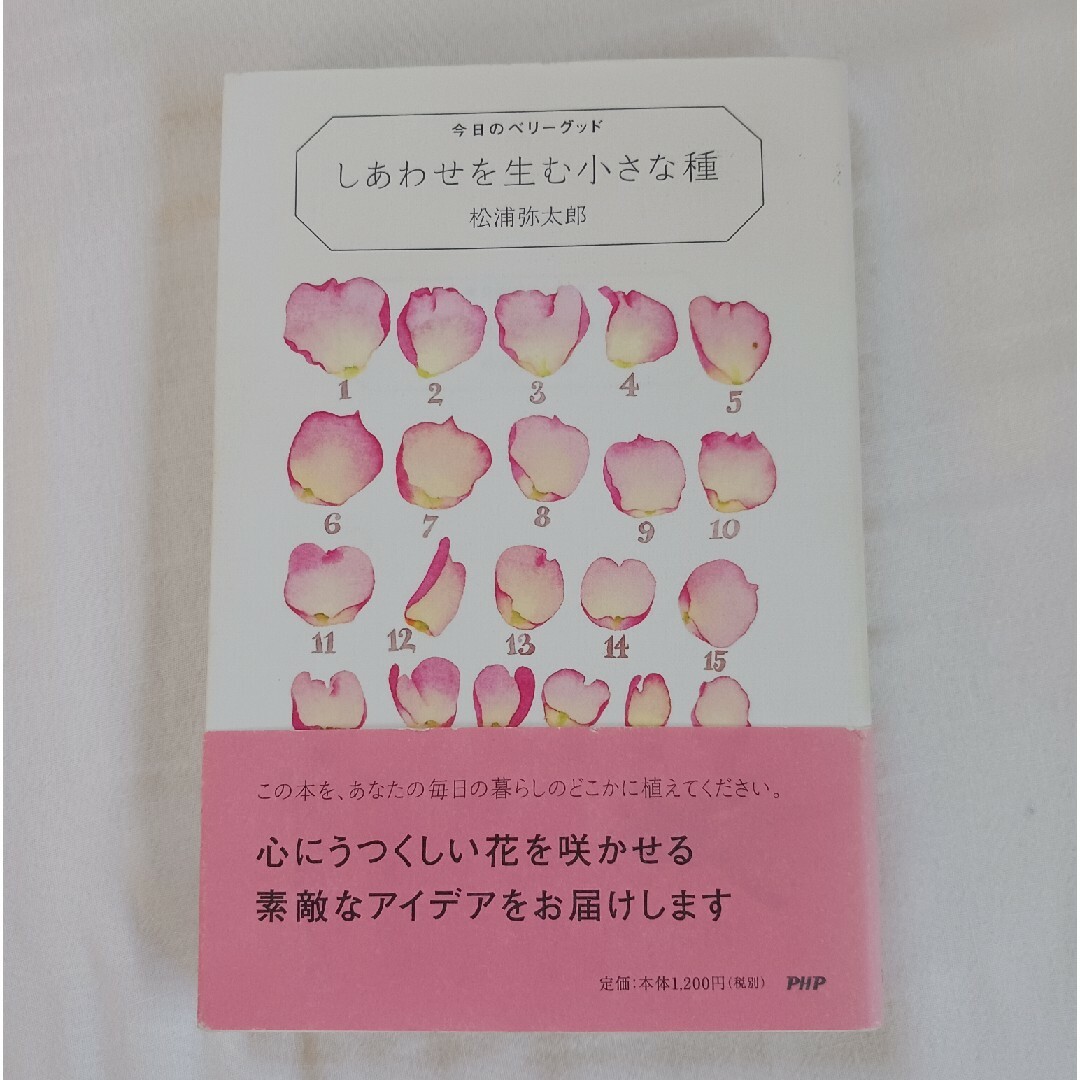 今日のベリーグッド
しあわせを生む小さな種
松浦弥太郎
1 2 3 4 5
6 7 8 9 10
11 12 13 14 15
この本を、あなたの毎日の暮らしのどこかに植えてください。
心にうつくしい花を咲かせる
素敵なアイデアをお届けします
定価：本体1,200円（税別） PHP